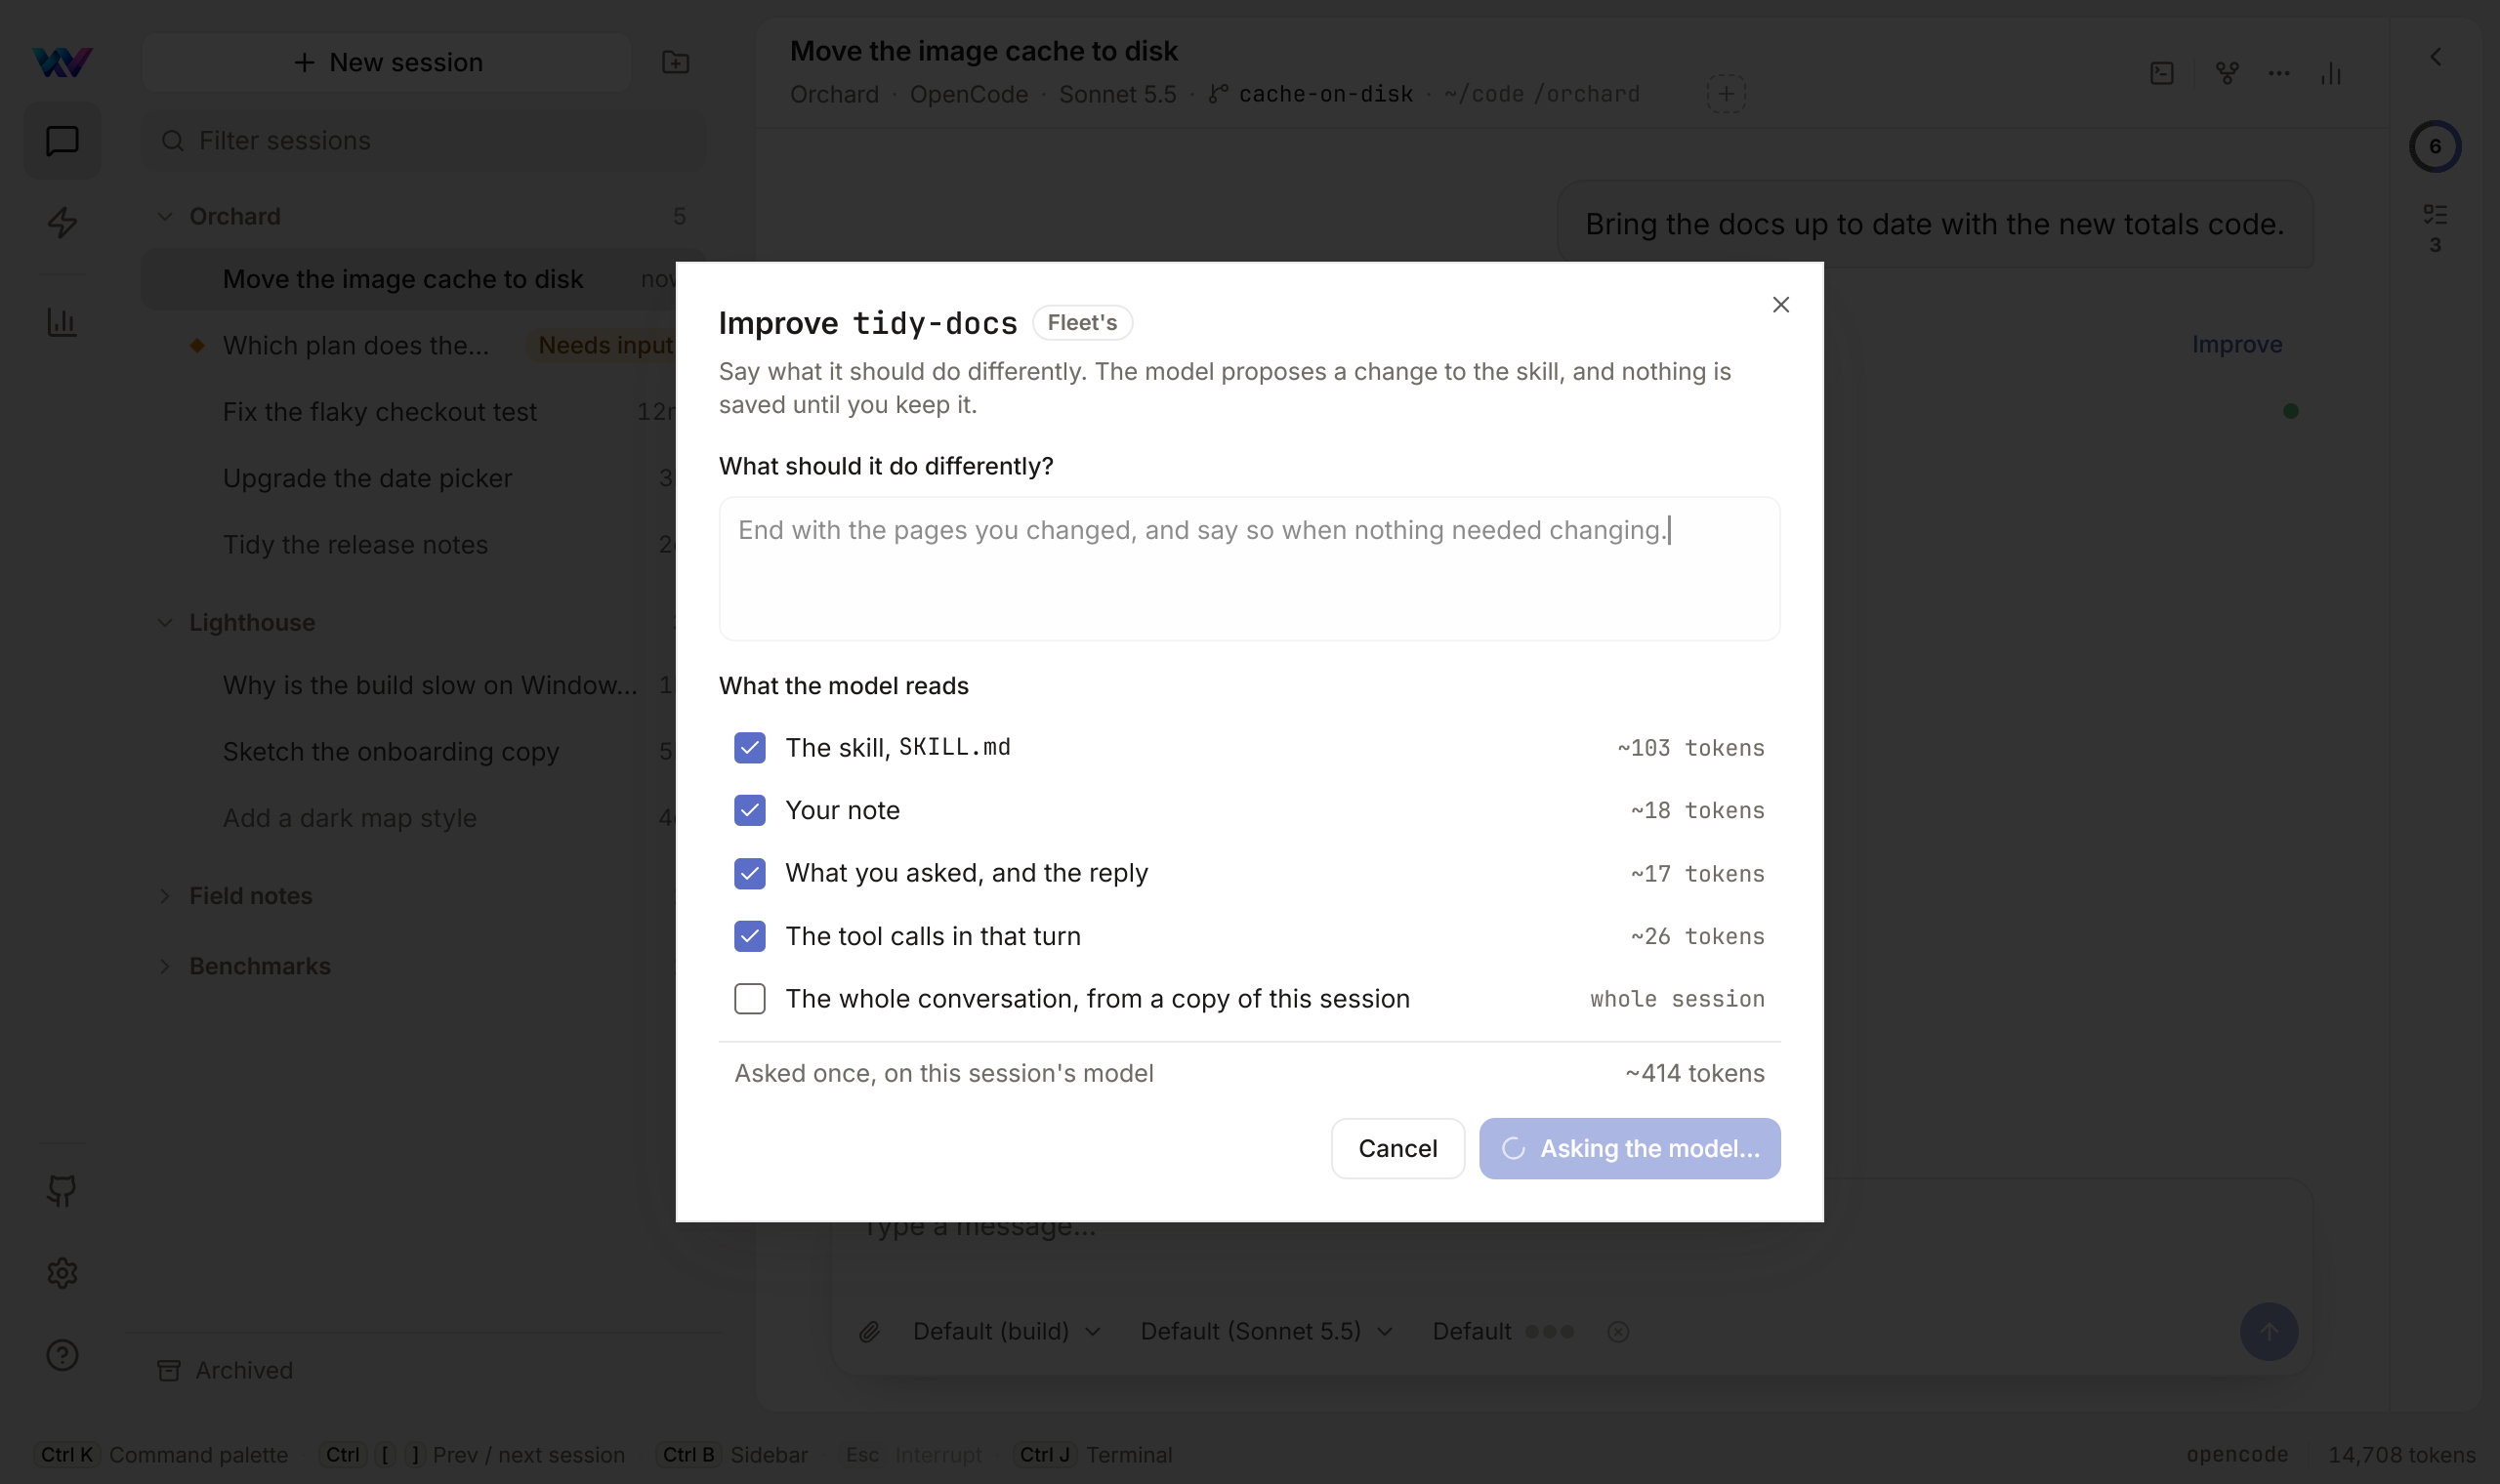 New session
Filter sessions
Orchard 5
Move the image cache to disk
Which plan does the... Needs input
Fix the flaky checkout test
Upgrade the date picker
Tidy the release notes
Lighthouse
Why is the build slow on Window...
Sketch the onboarding copy
Add a dark map style
Field notes
Benchmarks
Archived
Move the image cache to disk
Orchard · OpenCode · Sonnet 5.5 · cache-on-disk · ~/code/orchard
6
3
Bring the docs up to date with the new totals code.
Improve
Improve tidy-docs Fleet's
Say what it should do differently. The model proposes a change to the skill, and nothing is
saved until you keep it.
What should it do differently?
End with the pages you changed, and say so when nothing needed changing.
What the model reads
The skill, SKILL.md ~103 tokens
Your note ~18 tokens
What you asked, and the reply ~17 tokens
The tool calls in that turn ~26 tokens
The whole conversation, from a copy of this session whole session
Asked once, on this session's model ~414 tokens
Cancel Asking the model...
Type a message...
Default (build) Default (Sonnet 5.5) Default
Ctrl K Command palette Ctrl [ ] Prev / next session Ctrl B Sidebar Esc Interrupt Ctrl J Terminal
opencode 14,708 tokens